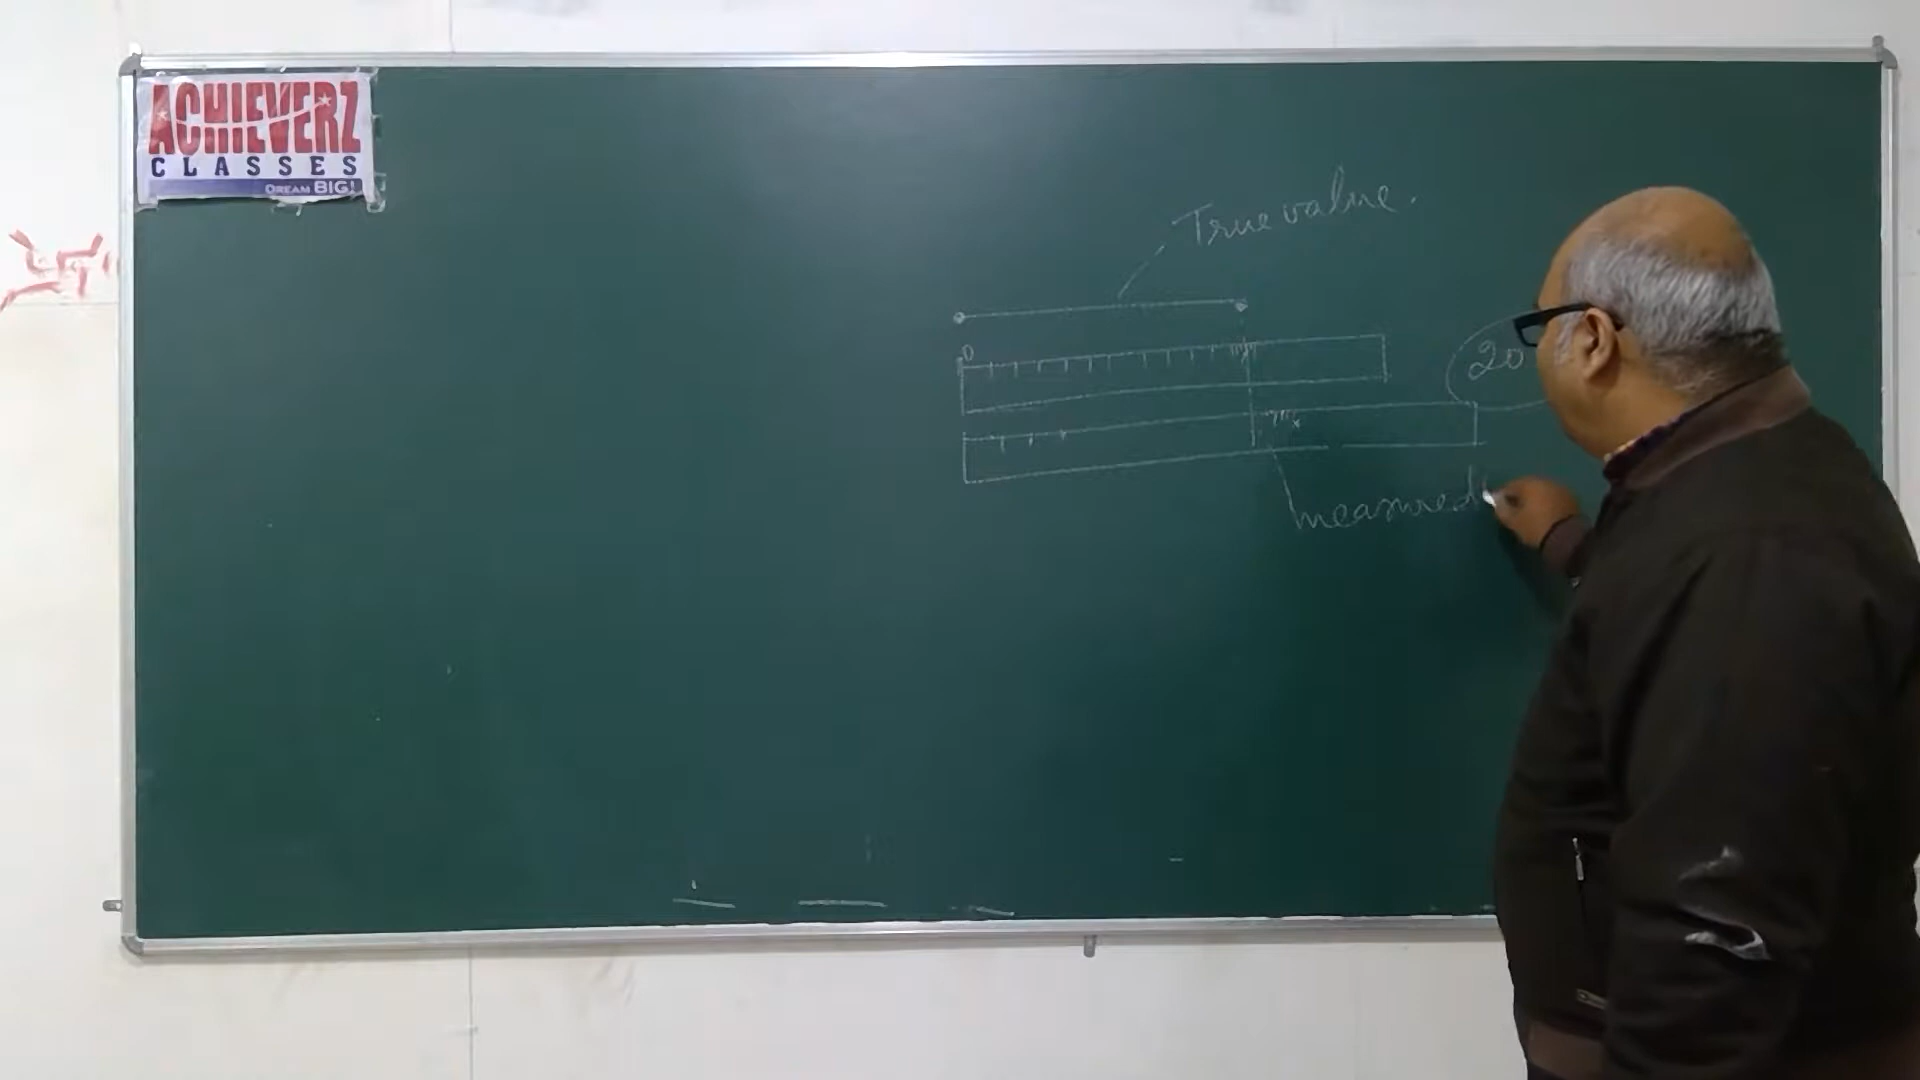 ACHIEVERZ
CLASSES
DREAM BIG!
True value.
0
20
measured